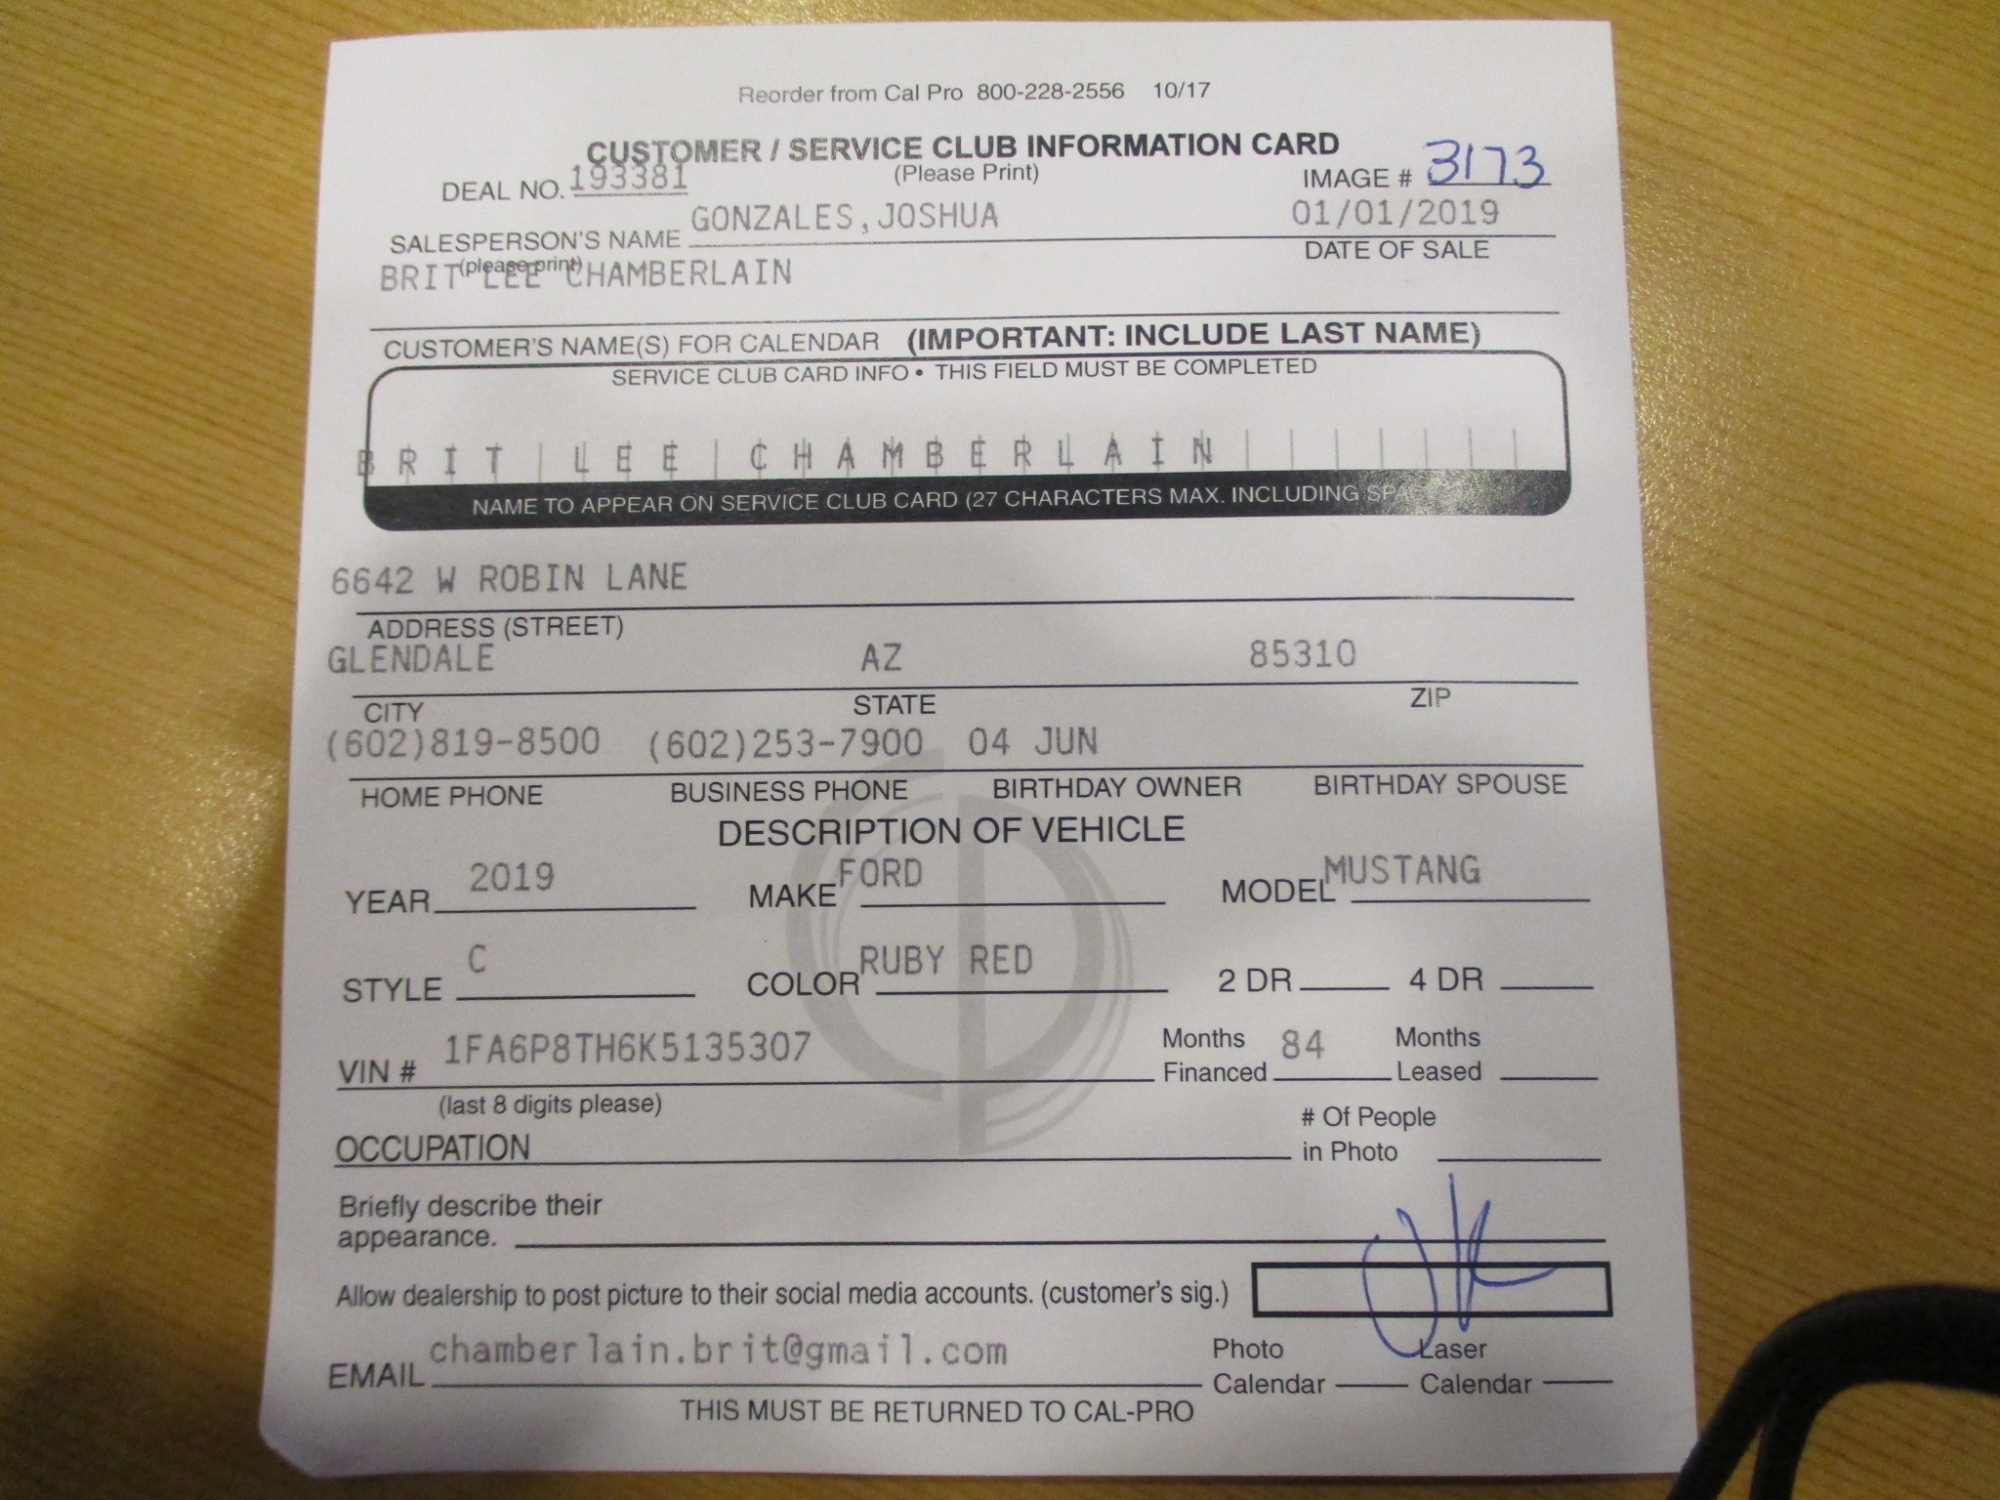 Reorder from Cal Pro 800-228-2556 10/17
CUSTOMER / SERVICE CLUB INFORMATION CARD
(Please Print)
DEAL NO. 193381 IMAGE # 3173
SALESPERSON'S NAME GONZALES,JOSHUA 01/01/2019
(please print) DATE OF SALE
BRIT LEE CHAMBERLAIN
CUSTOMER'S NAME(S) FOR CALENDAR (IMPORTANT: INCLUDE LAST NAME)
SERVICE CLUB CARD INFO • THIS FIELD MUST BE COMPLETED
BRIT LEE CHAMBERLAIN
NAME TO APPEAR ON SERVICE CLUB CARD (27 CHARACTERS MAX. INCLUDING
6642 W ROBIN LANE
ADDRESS (STREET)
GLENDALE AZ 85310
CITY STATE ZIP
(602)819-8500 (602)253-7900 04 JUN
HOME PHONE BUSINESS PHONE BIRTHDAY OWNER BIRTHDAY SPOUSE
DESCRIPTION OF VEHICLE
YEAR 2019 MAKE FORD MODEL MUSTANG
STYLE C COLOR RUBY RED 2 DR 4 DR
VIN # 1FA6P8TH6K5135307 Months Financed 84 Months Leased
(last 8 digits please)
OCCUPATION # Of People in Photo
Briefly describe their
appearance.
Allow dealership to post picture to their social media accounts. (customer's sig.)
EMAIL chamberlain.brit@gmail.com Photo Calendar Laser Calendar
THIS MUST BE RETURNED TO CAL-PRO